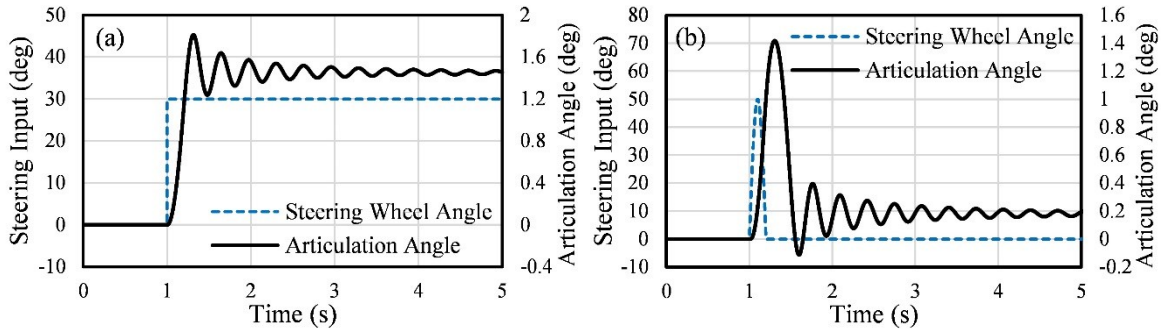 (a)
Steering Input (deg)
50
40
30
20
10
0
-10
2
1.6
1.2
0.8
0.4
0
-0.4
Articulation Angle (deg)
Steering Wheel Angle
Articulation Angle
0 1 2 3 4 5
Time (s)
(b)
Steering Input (deg)
80
70
60
50
40
30
20
10
0
-10
1.6
1.4
1.2
1
0.8
0.6
0.4
0.2
0
-0.2
Articulation Angle (deg)
Steering Wheel Angle
Articulation Angle
0 1 2 3 4 5
Time (s)